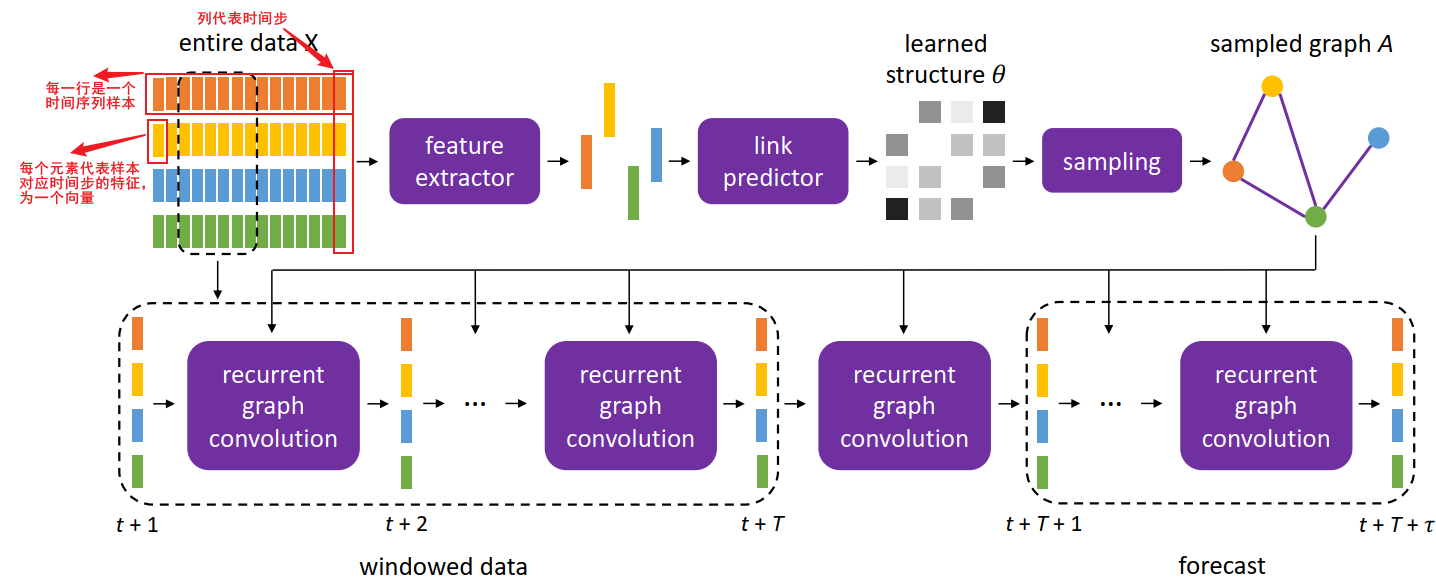 列代表时间步
entire data X
每一行是一个
时间序列样本
每个元素代表样本
对应时间步的特征，
为一个向量
feature
extractor
link
predictor
learned
structure θ
sampling
sampled graph A
recurrent
graph
convolution
...
recurrent
graph
convolution
recurrent
graph
convolution
...
recurrent
graph
convolution
t + 1
t + 2
t + T
t + T + 1
t + T + τ
windowed data
forecast